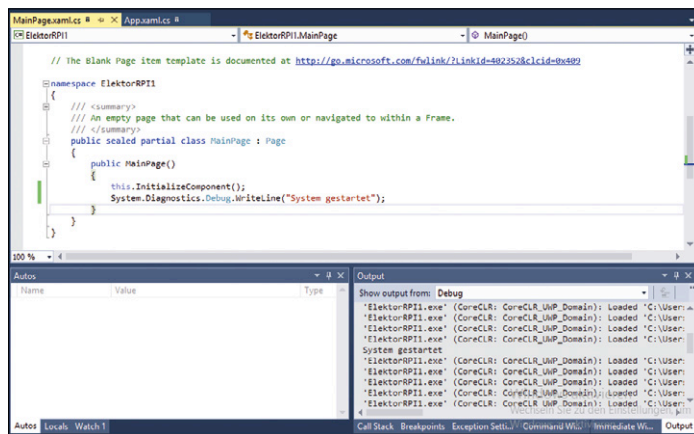 MainPage.xaml.cs App.xaml.cs
ElektorRPI1 ElektorRPI1.MainPage MainPage()
// The Blank Page item template is documented at http://go.microsoft.com/fwlink/?LinkId=402352&clcid=0x409
namespace ElektorRPI1
{
/// <summary>
/// An empty page that can be used on its own or navigated to within a Frame.
/// </summary>
public sealed partial class MainPage : Page
{
public MainPage()
{
this.InitializeComponent();
System.Diagnostics.Debug.WriteLine("System gestartet");
}
}
}
100 %
Autos
Name Value Type
Output
Show output from: Debug
'ElektorRPI1.exe' (CoreCLR: CoreCLR_UWP_Domain): Loaded 'C:\User:
'ElektorRPI1.exe' (CoreCLR: CoreCLR_UWP_Domain): Loaded 'C:\User:
'ElektorRPI1.exe' (CoreCLR: CoreCLR_UWP_Domain): Loaded 'C:\User:
'ElektorRPI1.exe' (CoreCLR: CoreCLR_UWP_Domain): Loaded 'C:\User:
System gestartet
'ElektorRPI1.exe' (CoreCLR: CoreCLR_UWP_Domain): Loaded 'C:\User:
'ElektorRPI1.exe' (CoreCLR: CoreCLR_UWP_Domain): Loaded 'C:\User:
'ElektorRPI1.exe' (CoreCLR: CoreCLR_UWP_Domain): Loaded 'C:\User:
'ElektorRPI1.exe' (CoreCLR: CoreCLR_UWP_Domain): Loaded 'C:\User:
'ElektorRPI1.exe' (CoreCLR: CoreCLR_UWP_Domain): Loaded 'C:\User:
Wechseln Sie zu den Einstellungen, um
Autos Locals Watch 1
Call Stack Breakpoints Exception Setti... Command Wi... Immediate Wi... Output